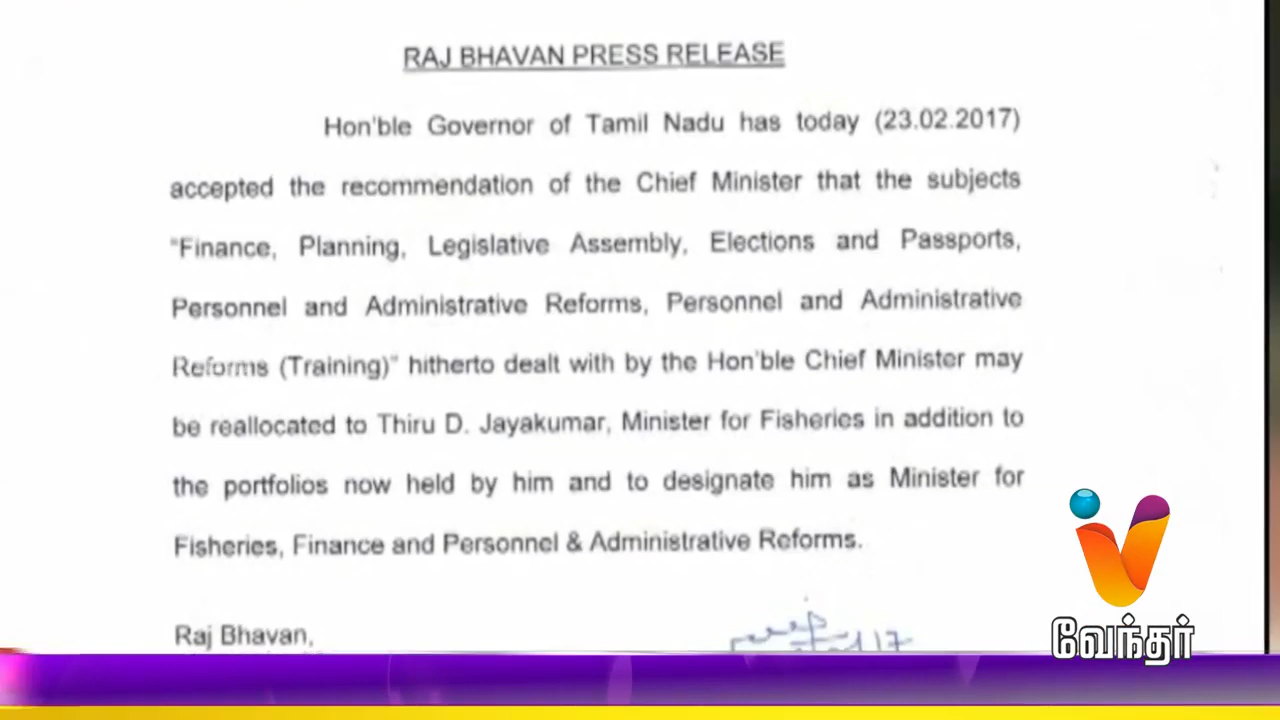 RAJ BHAVAN PRESS RELEASE
Hon'ble Governor of Tamil Nadu has today (23.02.2017)
accepted the recommendation of the Chief Minister that the subjects
"Finance, Planning, Legislative Assembly, Elections and Passports,
Personnel and Administrative Reforms, Personnel and Administrative
Reforms (Training)" hitherto dealt with by the Hon'ble Chief Minister may
be reallocated to Thiru D. Jayakumar, Minister for Fisheries in addition to
the portfolios now held by him and to designate him as Minister for
Fisheries, Finance and Personnel & Administrative Reforms.
Raj Bhavan,
வேந்தர்